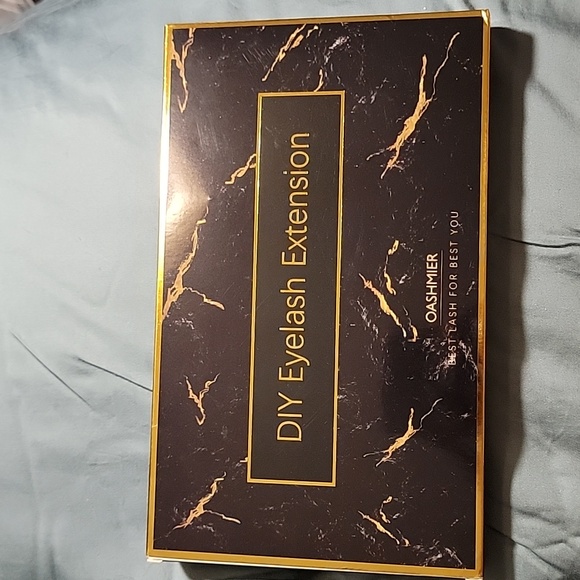 DIY Eyelash Extension
OASHMIER
BEST LASH FOR BEST YOU